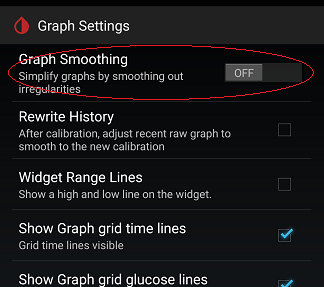 Graph Settings
Graph Smoothing
Simplify graphs by smoothing out
irregularities
OFF
Rewrite History
After calibration, adjust recent raw graph to
smooth to the new calibration
Widget Range Lines
Show a high and low line on the widget.
Show Graph grid time lines
Grid time lines visible
Show Graph grid glucose lines